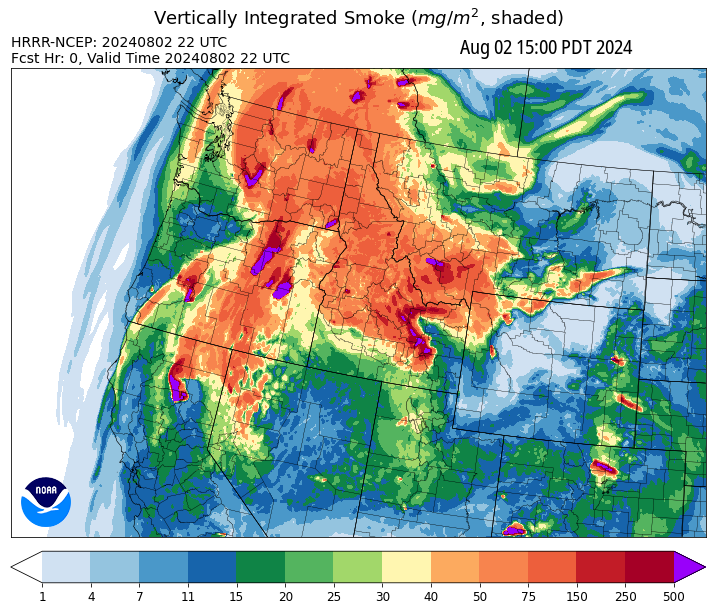 Vertically Integrated Smoke (mg/m², shaded)
HRRR-NCEP: 20240802 22 UTC
Aug 02 15:00 PDT 2024
Fcst Hr: 0, Valid Time 20240802 22 UTC
NOAA
1 4 7 11 15 20 25 30 40 50 75 150 250 500